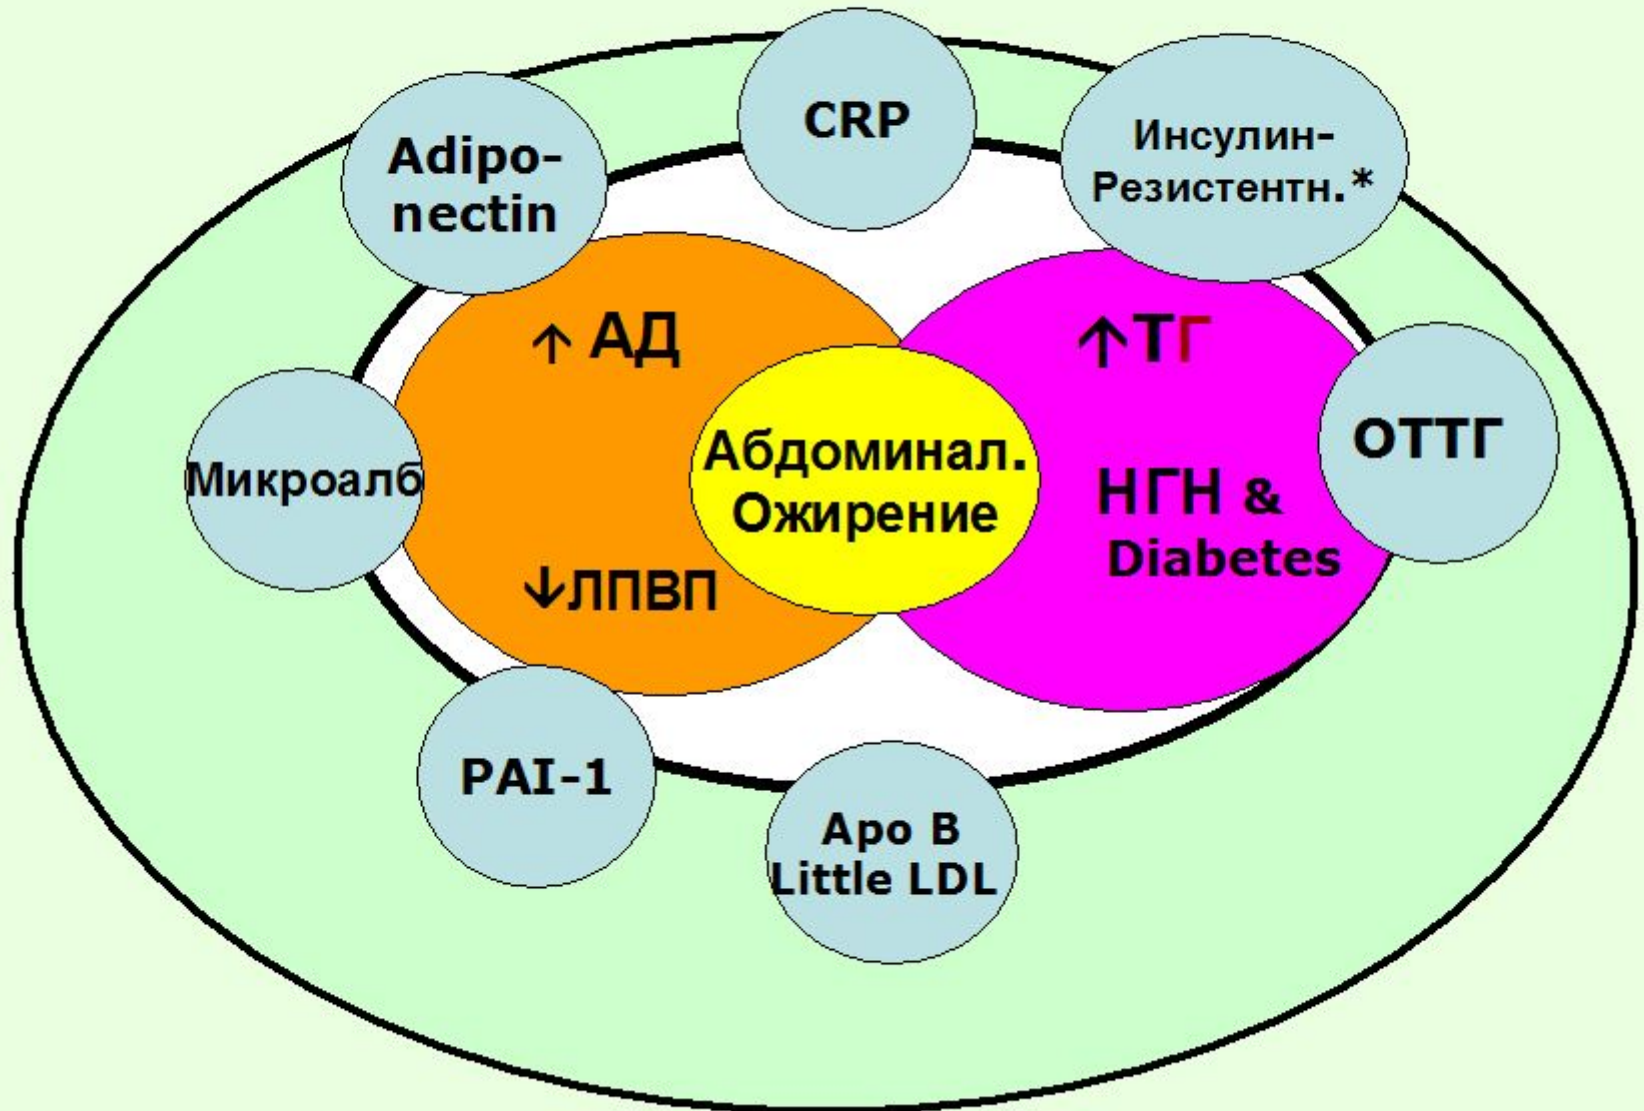 CRP
Adipo-
nectin
Инсулин-
Резистентн.*
↑ АД
↑ТГ
Абдоминал.
Ожирение
ОТТГ
Микроалб
НГН &
Diabetes
↓ЛПВП
PAI-1
Apo B
Little LDL